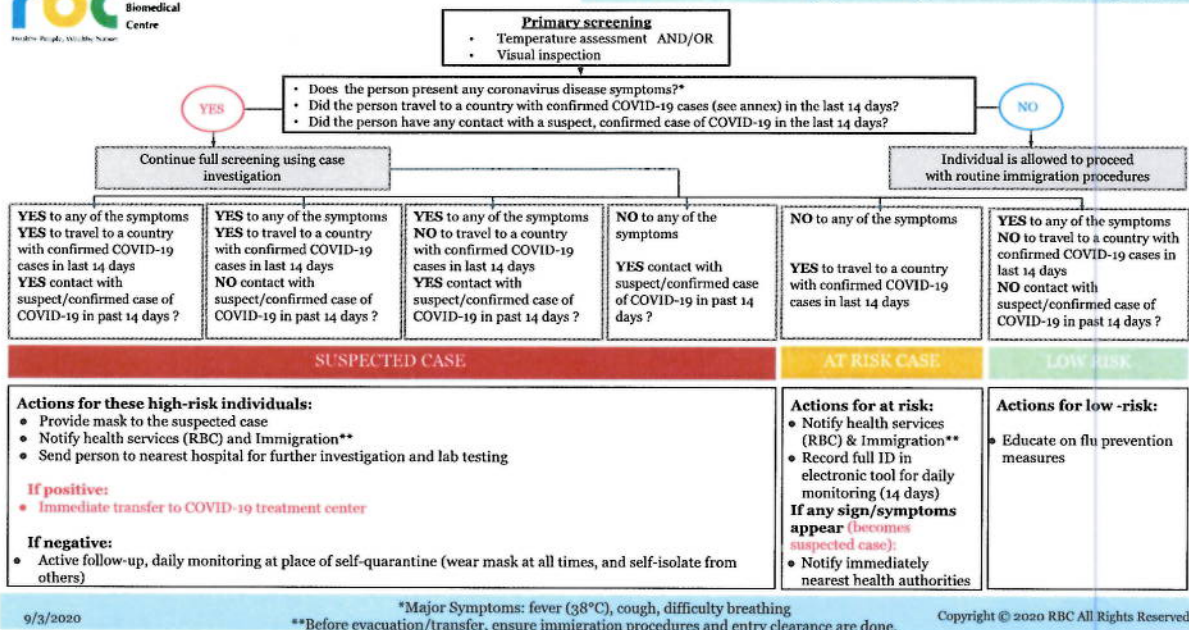 rbc
Biomedical
Centre
Healthy People, Wealthy Nation
Primary screening
• Temperature assessment AND/OR
• Visual inspection
• Does the person present any coronavirus disease symptoms?*
• Did the person travel to a country with confirmed COVID-19 cases (see annex) in the last 14 days?
• Did the person have any contact with a suspect, confirmed case of COVID-19 in the last 14 days?
YES
NO
Continue full screening using case
investigation
Individual is allowed to proceed
with routine immigration procedures
YES to any of the symptoms
YES to travel to a country
with confirmed COVID-19
cases in last 14 days
YES contact with
suspect/confirmed case of
COVID-19 in past 14 days ?
YES to any of the symptoms
YES to travel to a country
with confirmed COVID-19
cases in last 14 days
NO contact with
suspect/confirmed case of
COVID-19 in past 14 days ?
YES to any of the symptoms
NO to travel to a country
with confirmed COVID-19
cases in last 14 days
YES contact with
suspect/confirmed case of
COVID-19 in past 14 days ?
NO to any of the
symptoms
YES contact with
suspect/confirmed case
of COVID-19 in past 14
days ?
NO to any of the symptoms
YES to travel to a country
with confirmed COVID-19
cases in last 14 days
YES to any of the symptoms
NO to travel to a country with
confirmed COVID-19 cases in
last 14 days
NO contact with
suspect/confirmed case of
COVID-19 in past 14 days ?
SUSPECTED CASE
AT RISK CASE
LOW RISK
Actions for these high-risk individuals:
• Provide mask to the suspected case
• Notify health services (RBC) and Immigration**
• Send person to nearest hospital for further investigation and lab testing
If positive:
• Immediate transfer to COVID-19 treatment center
If negative:
• Active follow-up, daily monitoring at place of self-quarantine (wear mask at all times, and self-isolate from
others)
Actions for at risk:
• Notify health services
(RBC) & Immigration**
• Record full ID in
electronic tool for daily
monitoring (14 days)
If any sign/symptoms
appear (becomes
suspected case):
• Notify immediately
nearest health authorities
Actions for low -risk:
• Educate on flu prevention
measures
9/3/2020
*Major Symptoms: fever (38°C), cough, difficulty breathing
**Before evacuation/transfer, ensure immigration procedures and entry clearance are done.
Copyright © 2020 RBC All Rights Reserved